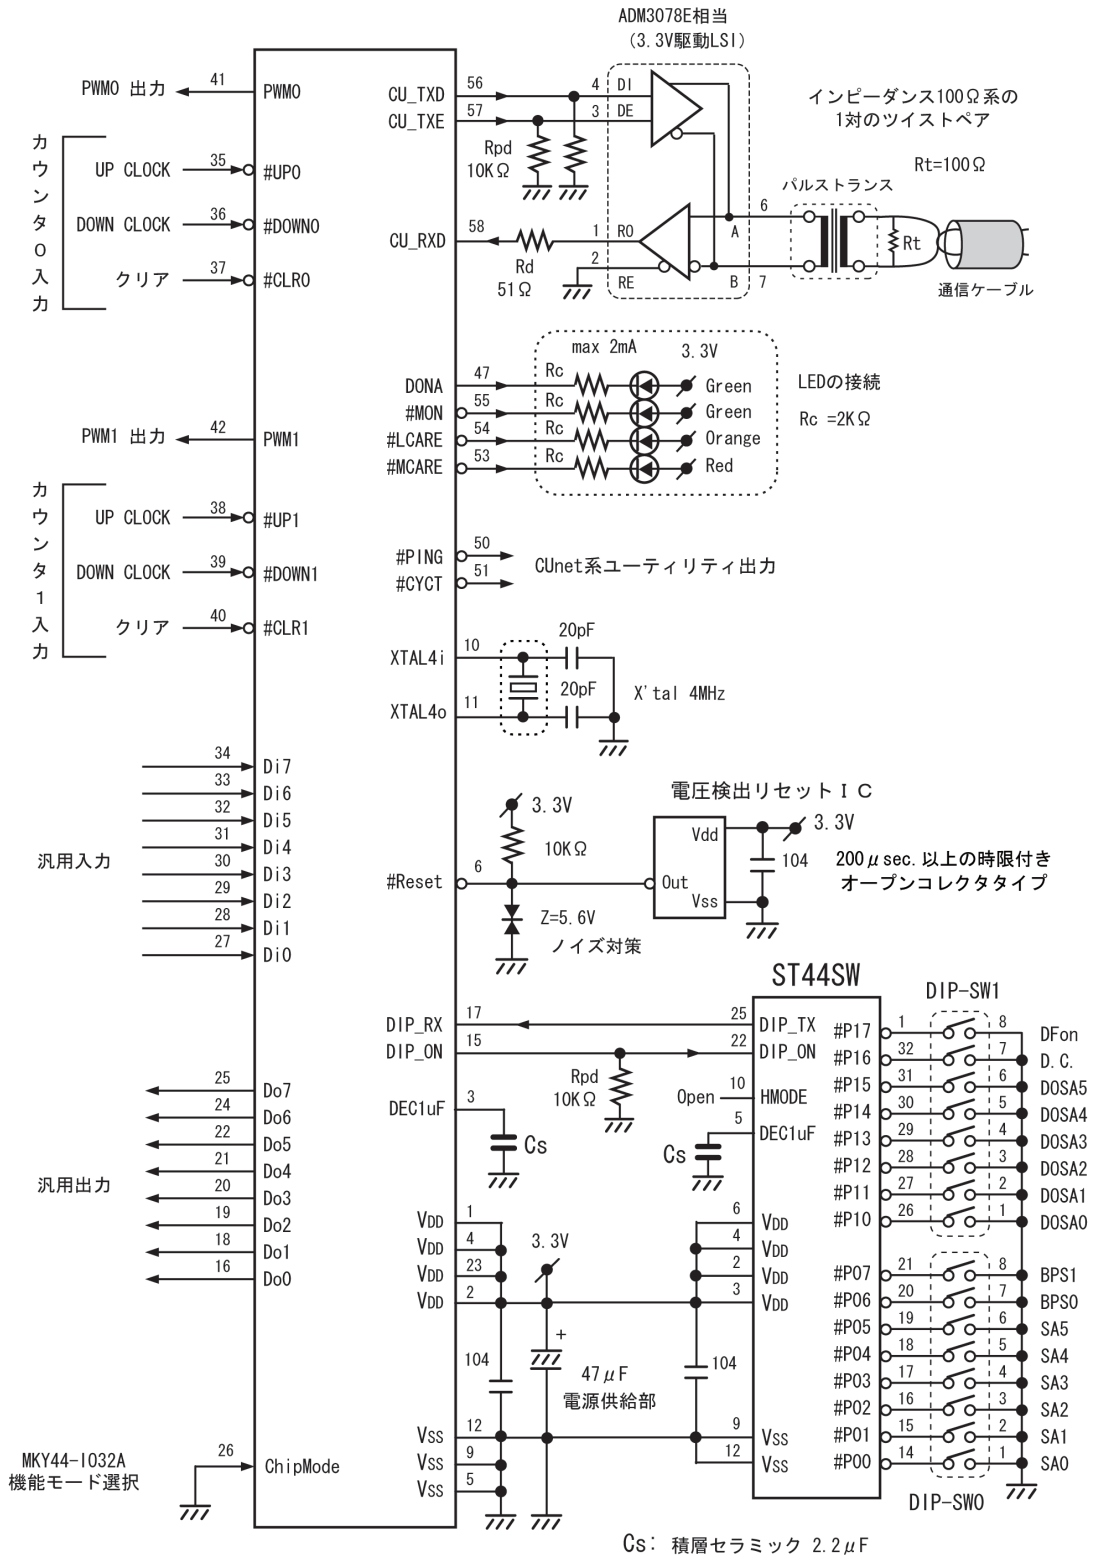 ADM3078E相当
(3.3V駆動LSI)
PWM0 出力
41
PWM0
CU_TXD
56
4
DI
CU_TXE
57
3
DE
Rpd
10KΩ
インピーダンス100Ω系の
1対のツイストペア
Rt=100Ω
パルストランス
カウンタ0入力
UP CLOCK
35
#UP0
DOWN CLOCK
36
#DOWN0
クリア
37
#CLR0
CU_RXD
58
Rd
51Ω
1
RO
2
RE
A
6
B
7
Rt
通信ケーブル
max 2mA
3.3V
DONA
47
Rc
Green
#MON
55
Rc
Green
#LCARE
54
Rc
Orange
#MCARE
53
Rc
Red
LEDの接続
Rc =2KΩ
PWM1 出力
42
PWM1
カウンタ1入力
UP CLOCK
38
#UP1
DOWN CLOCK
39
#DOWN1
クリア
40
#CLR1
#PING
50
#CYCT
51
CUnet系ユーティリティ出力
XTAL4i
10
20pF
XTAL4o
11
20pF
X'tal 4MHz
汎用入力
34
Di7
33
Di6
32
Di5
31
Di4
30
Di3
29
Di2
28
Di1
27
Di0
電圧検出リセットIC
3.3V
10KΩ
#Reset
6
Z=5.6V
ノイズ対策
Vdd
Out
Vss
3.3V
104
200μsec.以上の時限付き
オープンコレクタタイプ
ST44SW
DIP-SW1
DIP_RX
17
25
DIP_TX
DIP_ON
15
22
DIP_ON
Rpd
10KΩ
Open
10
HMODE
DEC1uF
3
Cs
5
DEC1uF
Cs
#P17
1
8
DFon
#P16
32
7
D.C.
#P15
31
6
DOSA5
#P14
30
5
DOSA4
#P13
29
4
DOSA3
#P12
28
3
DOSA2
#P11
27
2
DOSA1
#P10
26
1
DOSA0
汎用出力
25
Do7
24
Do6
22
Do5
21
Do4
20
Do3
19
Do2
18
Do1
16
Do0
VDD
1
VDD
4
VDD
23
VDD
2
3.3V
6
VDD
4
VDD
2
VDD
3
VDD
#P07
21
8
BPS1
#P06
20
7
BPS0
#P05
19
6
SA5
#P04
18
5
SA4
#P03
17
4
SA3
#P02
16
3
SA2
#P01
15
2
SA1
#P00
14
1
SA0
104
+
47μF
電源供給部
104
VSS
12
VSS
9
VSS
5
9
VSS
12
VSS
MKY44-IO32A
機能モード選択
26
ChipMode
DIP-SW0
Cs: 積層セラミック 2.2μF